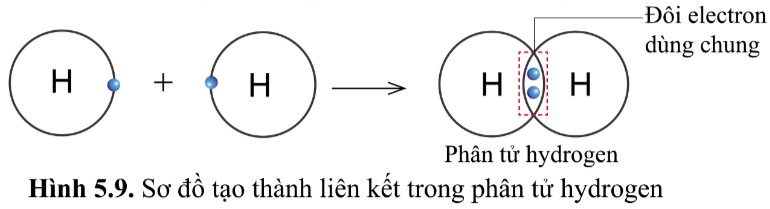 Đôi electron
dùng chung
H + H H H
Phân tử hydrogen
Hình 5.9. Sơ đồ tạo thành liên kết trong phân tử hydrogen